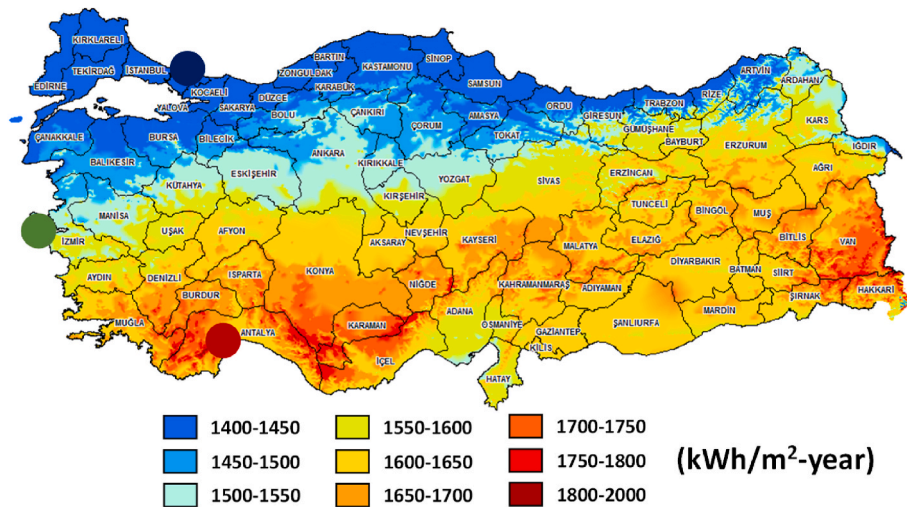 KIRKLARELİ
TEKİRDAĞ
İSTANBUL
EDİRNE
KOCAELİ
YALOVA
SAKARYA
DÜZCE
ZONGULDAK
BARTIN
KARABÜK
KASTAMONU
SİNOP
SAMSUN
ORDU
GİRESUN
TRABZON
RİZE
ARTVİN
ARDAHAN
ÇANAKKALE
BURSA
BİLECİK
BOLU
ÇANKIRI
ÇORUM
AMASYA
TOKAT
GÜMÜŞHANE
BAYBURT
ERZURUM
KARS
IĞDIR
BALIKESİR
KÜTAHYA
ESKİŞEHİR
ANKARA
KIRIKKALE
YOZGAT
SİVAS
ERZİNCAN
AĞRI
MANİSA
UŞAK
AFYON
KIRŞEHİR
NEVŞEHİR
KAYSERİ
MALATYA
TUNCELİ
ELAZIĞ
BİNGÖL
MUŞ
BİTLİS
VAN
İZMİR
AYDIN
DENİZLİ
ISPARTA
BURDUR
KONYA
AKSARAY
NİĞDE
KAHRAMANMARAŞ
ADIYAMAN
DİYARBAKIR
BATMAN
SİİRT
ŞIRNAK
HAKKARİ
MUĞLA
ANTALYA
KARAMAN
İÇEL
ADANA
OSMANİYE
GAZİANTEP
KİLİS
ŞANLIURFA
MARDİN
HATAY
1400-1450
1550-1600
1700-1750
1450-1500
1600-1650
1750-1800
1500-1550
1650-1700
1800-2000
(kWh/m²-year)